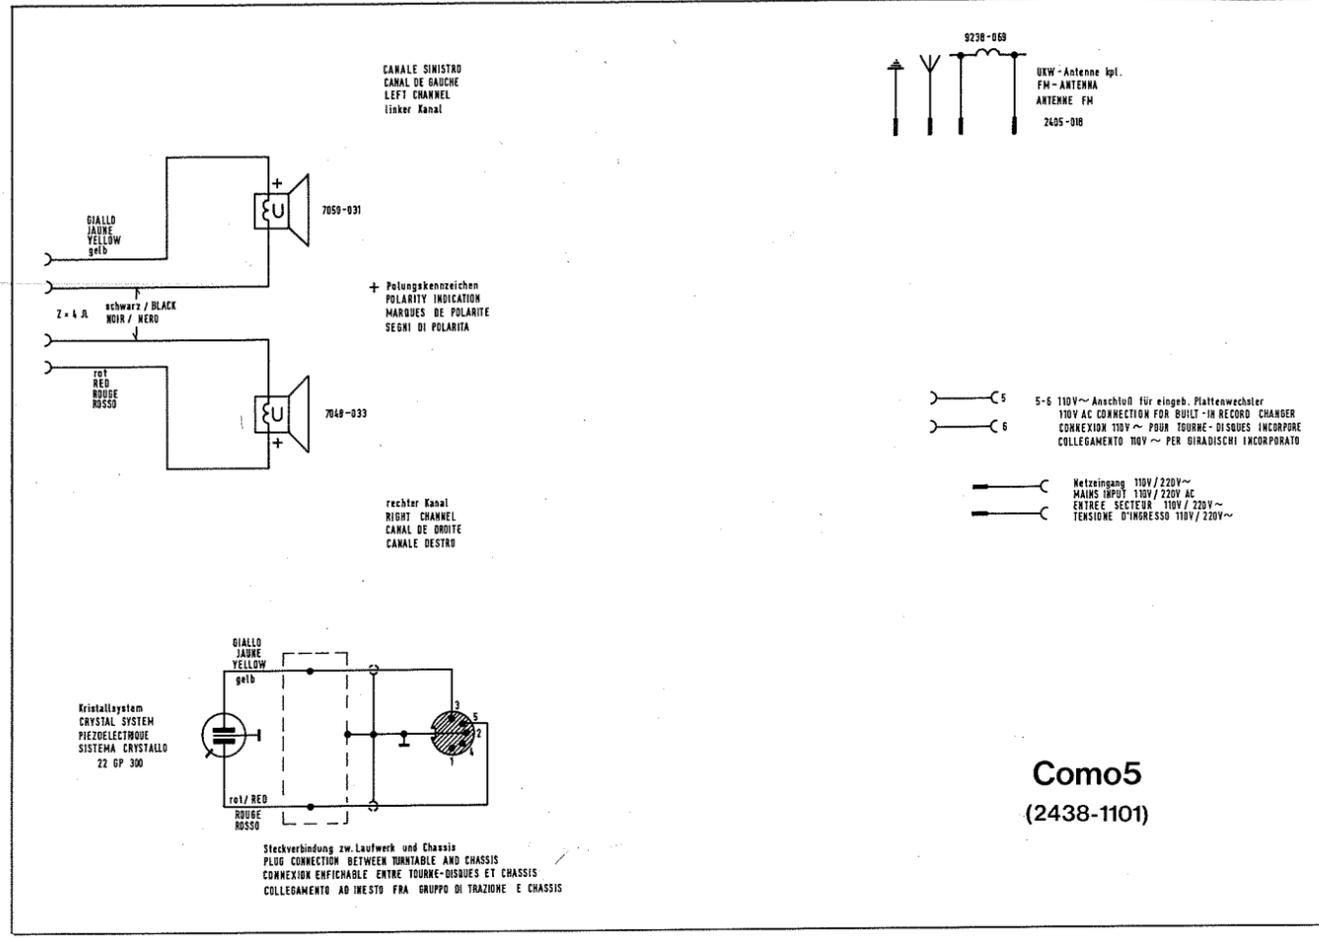 CANALE SINISTRO
CANAL DE GAUCHE
LEFT CHANNEL
linker Kanal
9238-069
UKW-Antenne kpl.
FM-ANTENNA
ANTENNE FM
2405-018
+
7050-031
GIALLO
JAUNE
YELLOW
gelb
schwarz / BLACK
NOIR / NERO
Z = 4 Ω
+ Polungskennzeichen
POLARITY INDICATION
MARQUES DE POLARITE
SEGNI DI POLARITA
rot
RED
ROUGE
ROSSO
7048-033
+
5
6
5-6 110V~ Anschluß für eingeb. Plattenwechsler
110V AC CONNECTION FOR BUILT-IN RECORD CHANGER
CONNEXION 110V ~ POUR TOURNE-DISQUES INCORPORE
COLLEGAMENTO 110V ~ PER GIRADISCHI INCORPORATO
Netzeingang 110V/220V~
MAINS INPUT 110V/220V AC
ENTREE SECTEUR 110V/220V~
TENSIONE D'INGRESSO 110V/220V~
rechter Kanal
RIGHT CHANNEL
CANAL DE DROITE
CANALE DESTRO
GIALLO
JAUNE
YELLOW
gelb
Kristallsystem
CRYSTAL SYSTEM
PIEZOELECTRIQUE
SISTEMA CRYSTALLO
22 GP 300
3
5
2
4
1
rot/RED
ROUGE
ROSSO
Steckverbindung zw. Laufwerk und Chassis
PLUG CONNECTION BETWEEN TURNTABLE AND CHASSIS
CONNEXION ENFICHABLE ENTRE TOURNE-DISQUES ET CHASSIS
COLLEGAMENTO AD INESTO FRA GRUPPO DI TRAZIONE E CHASSIS
Como5
(2438-1101)